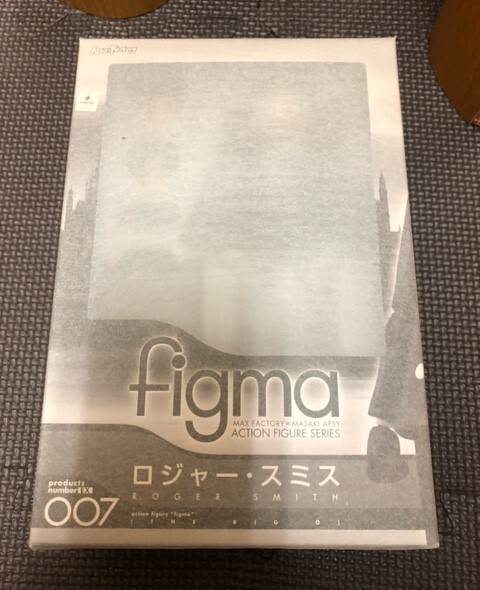 figma
MAX FACTORY×MASAKI APSY
ACTION FIGURE SERIES
ロジャー・スミス
ROGER SMITH
products
number
007
action figure "figma"
[THE BIG O]